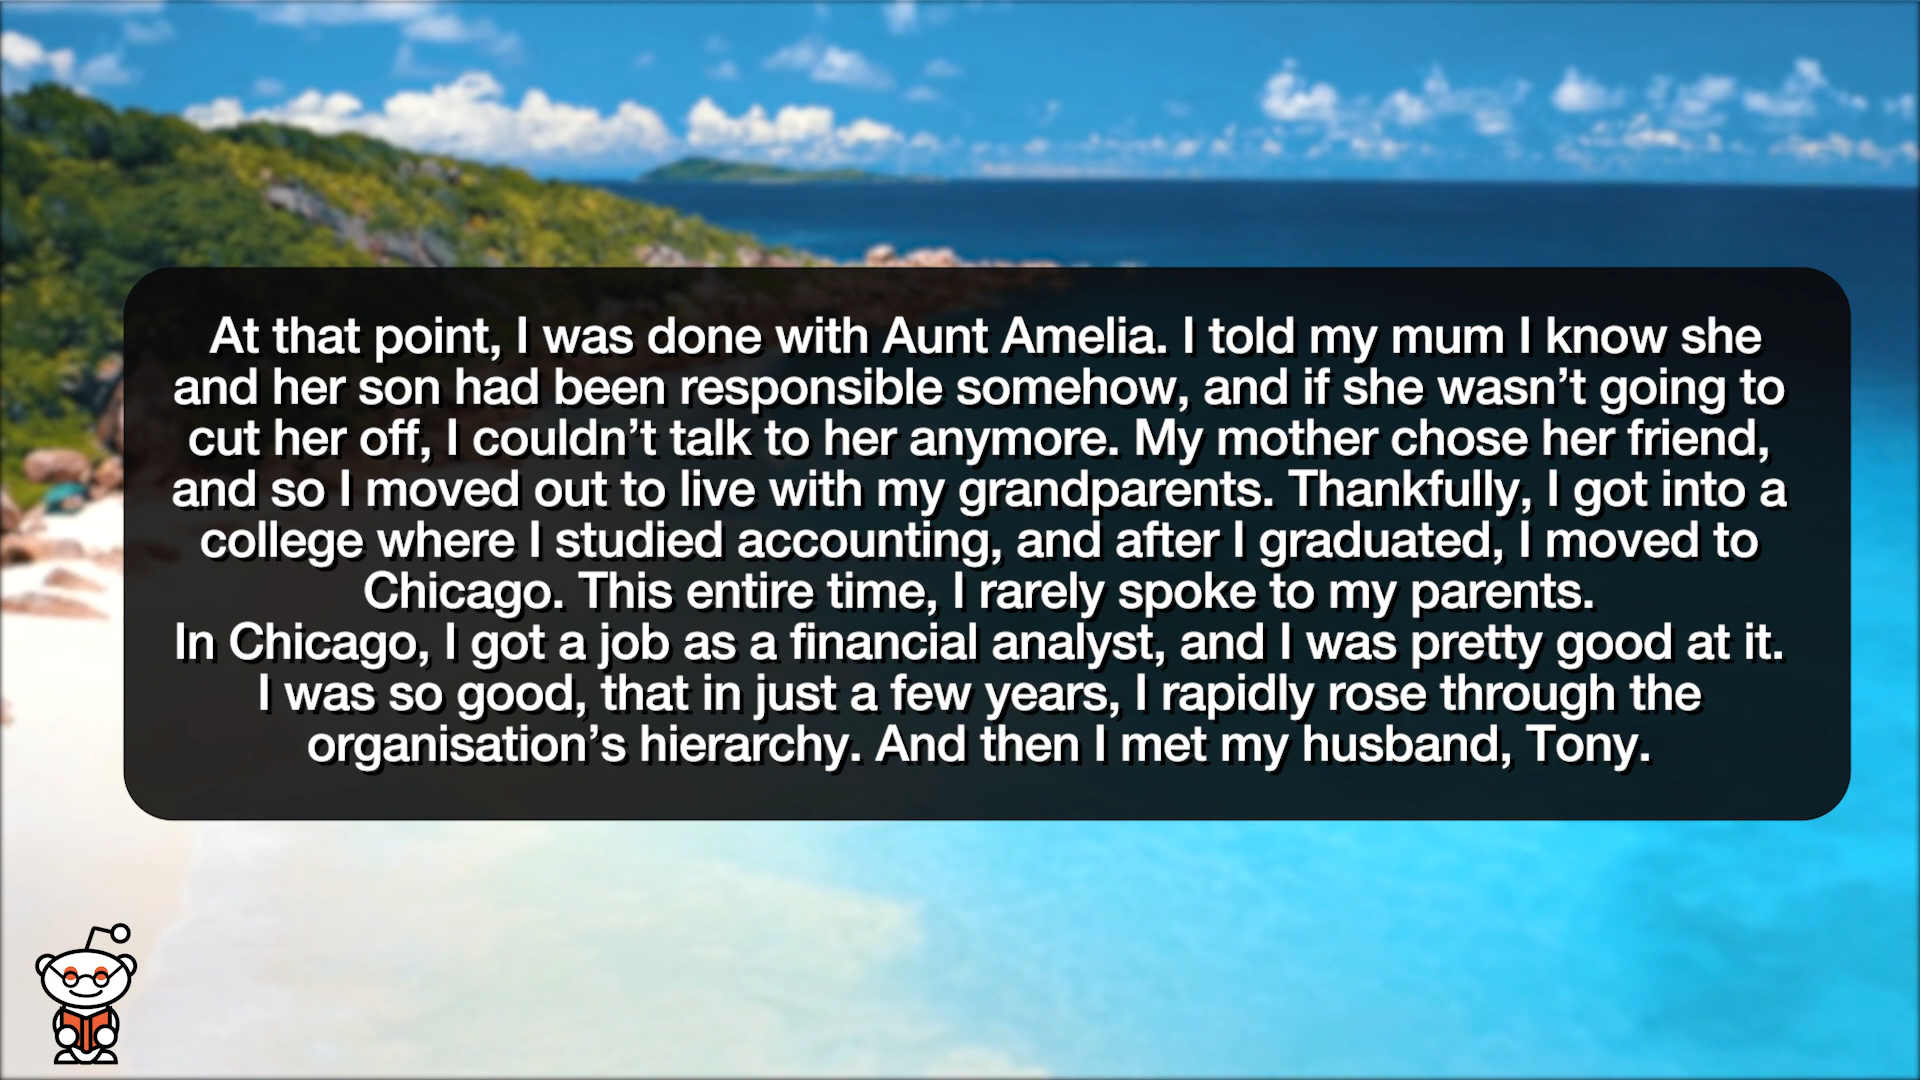 At that point, I was done with Aunt Amelia. I told my mum I know she
and her son had been responsible somehow, and if she wasn’t going to
cut her off, I couldn’t talk to her anymore. My mother chose her friend,
and so I moved out to live with my grandparents. Thankfully, I got into a
college where I studied accounting, and after I graduated, I moved to
Chicago. This entire time, I rarely spoke to my parents.
In Chicago, I got a job as a financial analyst, and I was pretty good at it.
I was so good, that in just a few years, I rapidly rose through the
organisation’s hierarchy. And then I met my husband, Tony.